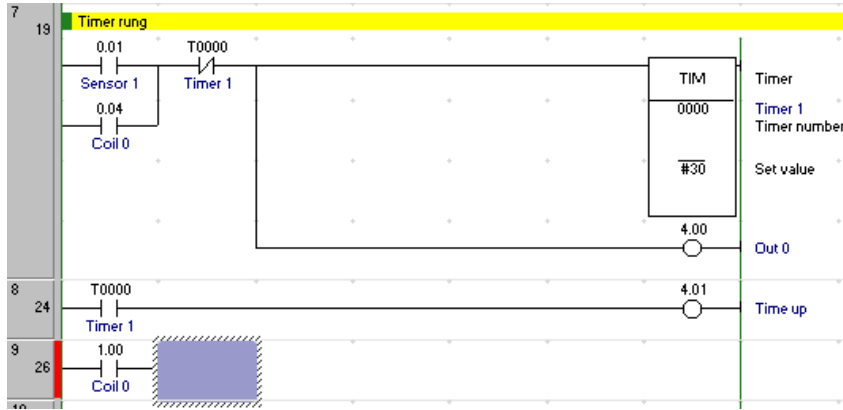 7
19
Timer rung
0.01 T0000
Sensor 1 Timer 1
TIM Timer
0.04
Coil 0
0000 Timer 1
Timer number
#30 Set value
4.00
Out 0
8
24
T0000 4.01
Timer 1 Time up
9
26
1.00
Coil 0
10